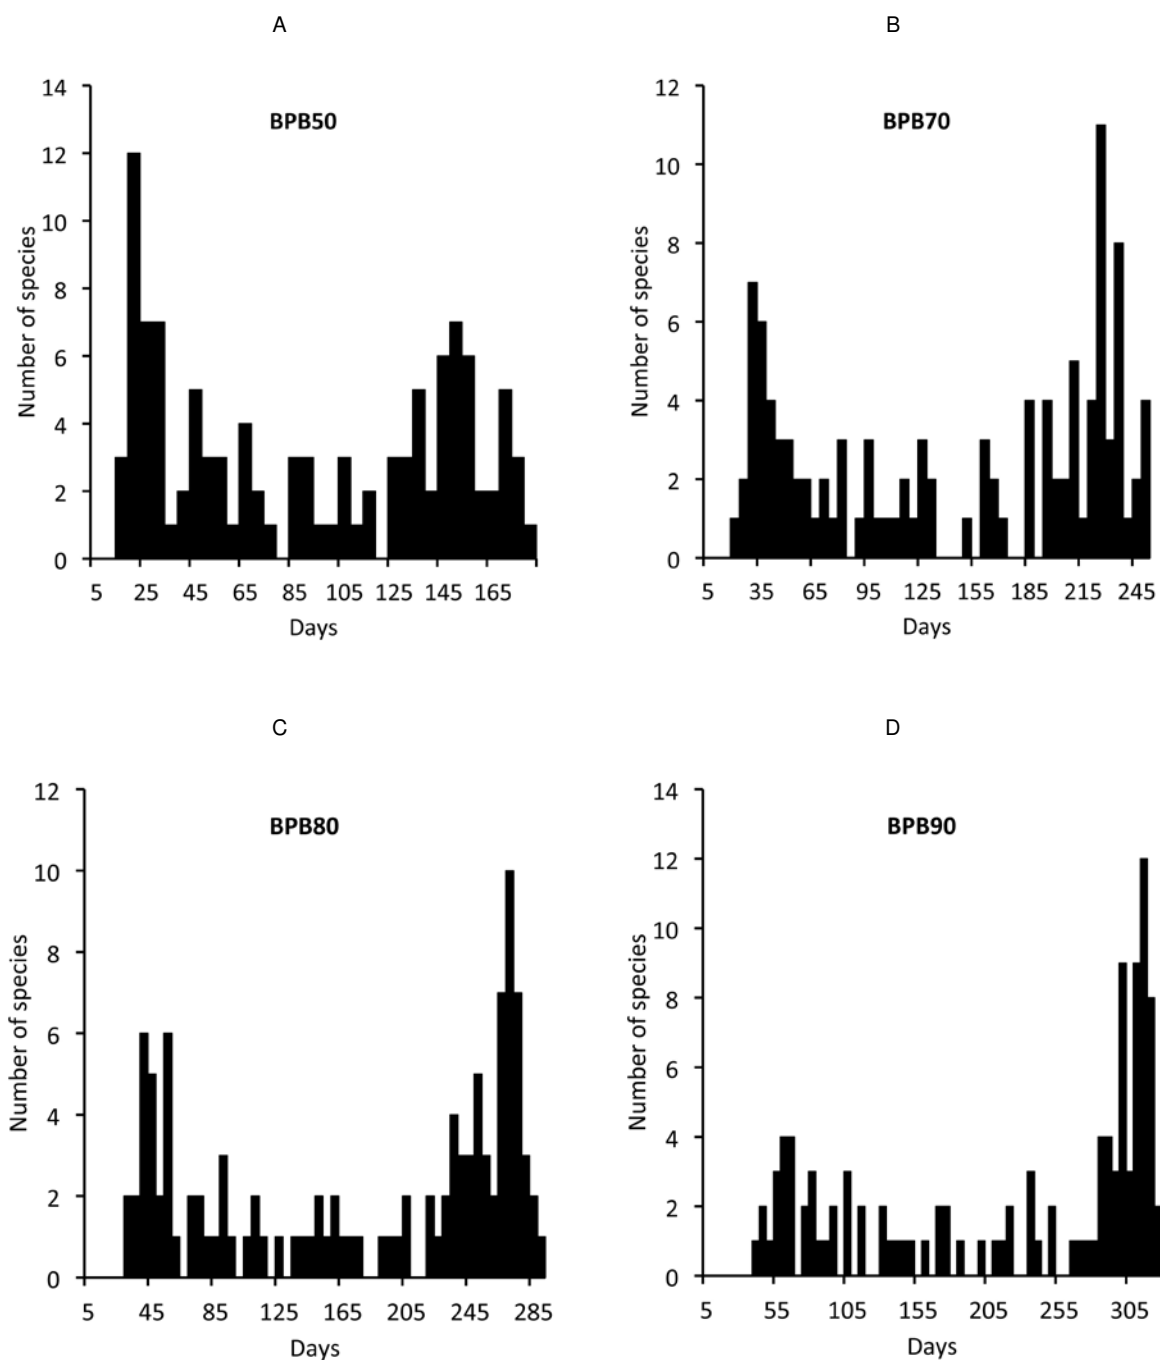 A
B
14
12
10
8
6
4
2
0
Number of species
BPB50
5 25 45 65 85 105 125 145 165
Days
12
10
8
6
4
2
0
Number of species
BPB70
5 35 65 95 125 155 185 215 245
Days
C
D
12
10
8
6
4
2
0
Number of species
BPB80
5 45 85 125 165 205 245 285
Days
14
12
10
8
6
4
2
0
Number of species
BPB90
5 55 105 155 205 255 305
Days